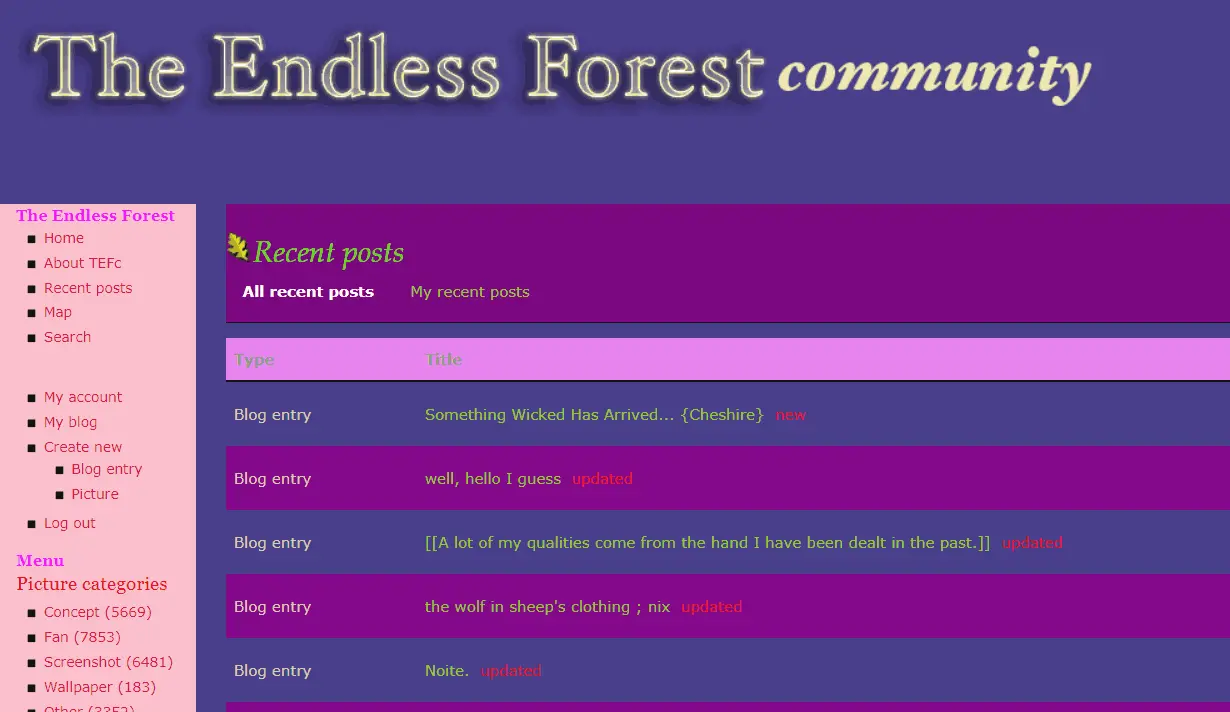 The Endless Forest community
The Endless Forest
Home
About TEFc
Recent posts
Map
Search
My account
My blog
Create new
Blog entry
Picture
Log out
Menu
Picture categories
Concept (5669)
Fan (7853)
Screenshot (6481)
Wallpaper (183)
Other (3352)
Recent posts
All recent posts My recent posts
Type Title
Blog entry Something Wicked Has Arrived... {Cheshire} new
Blog entry well, hello I guess updated
Blog entry [[A lot of my qualities come from the hand I have been dealt in the past.]] updated
Blog entry the wolf in sheep's clothing ; nix updated
Blog entry Noite. updated